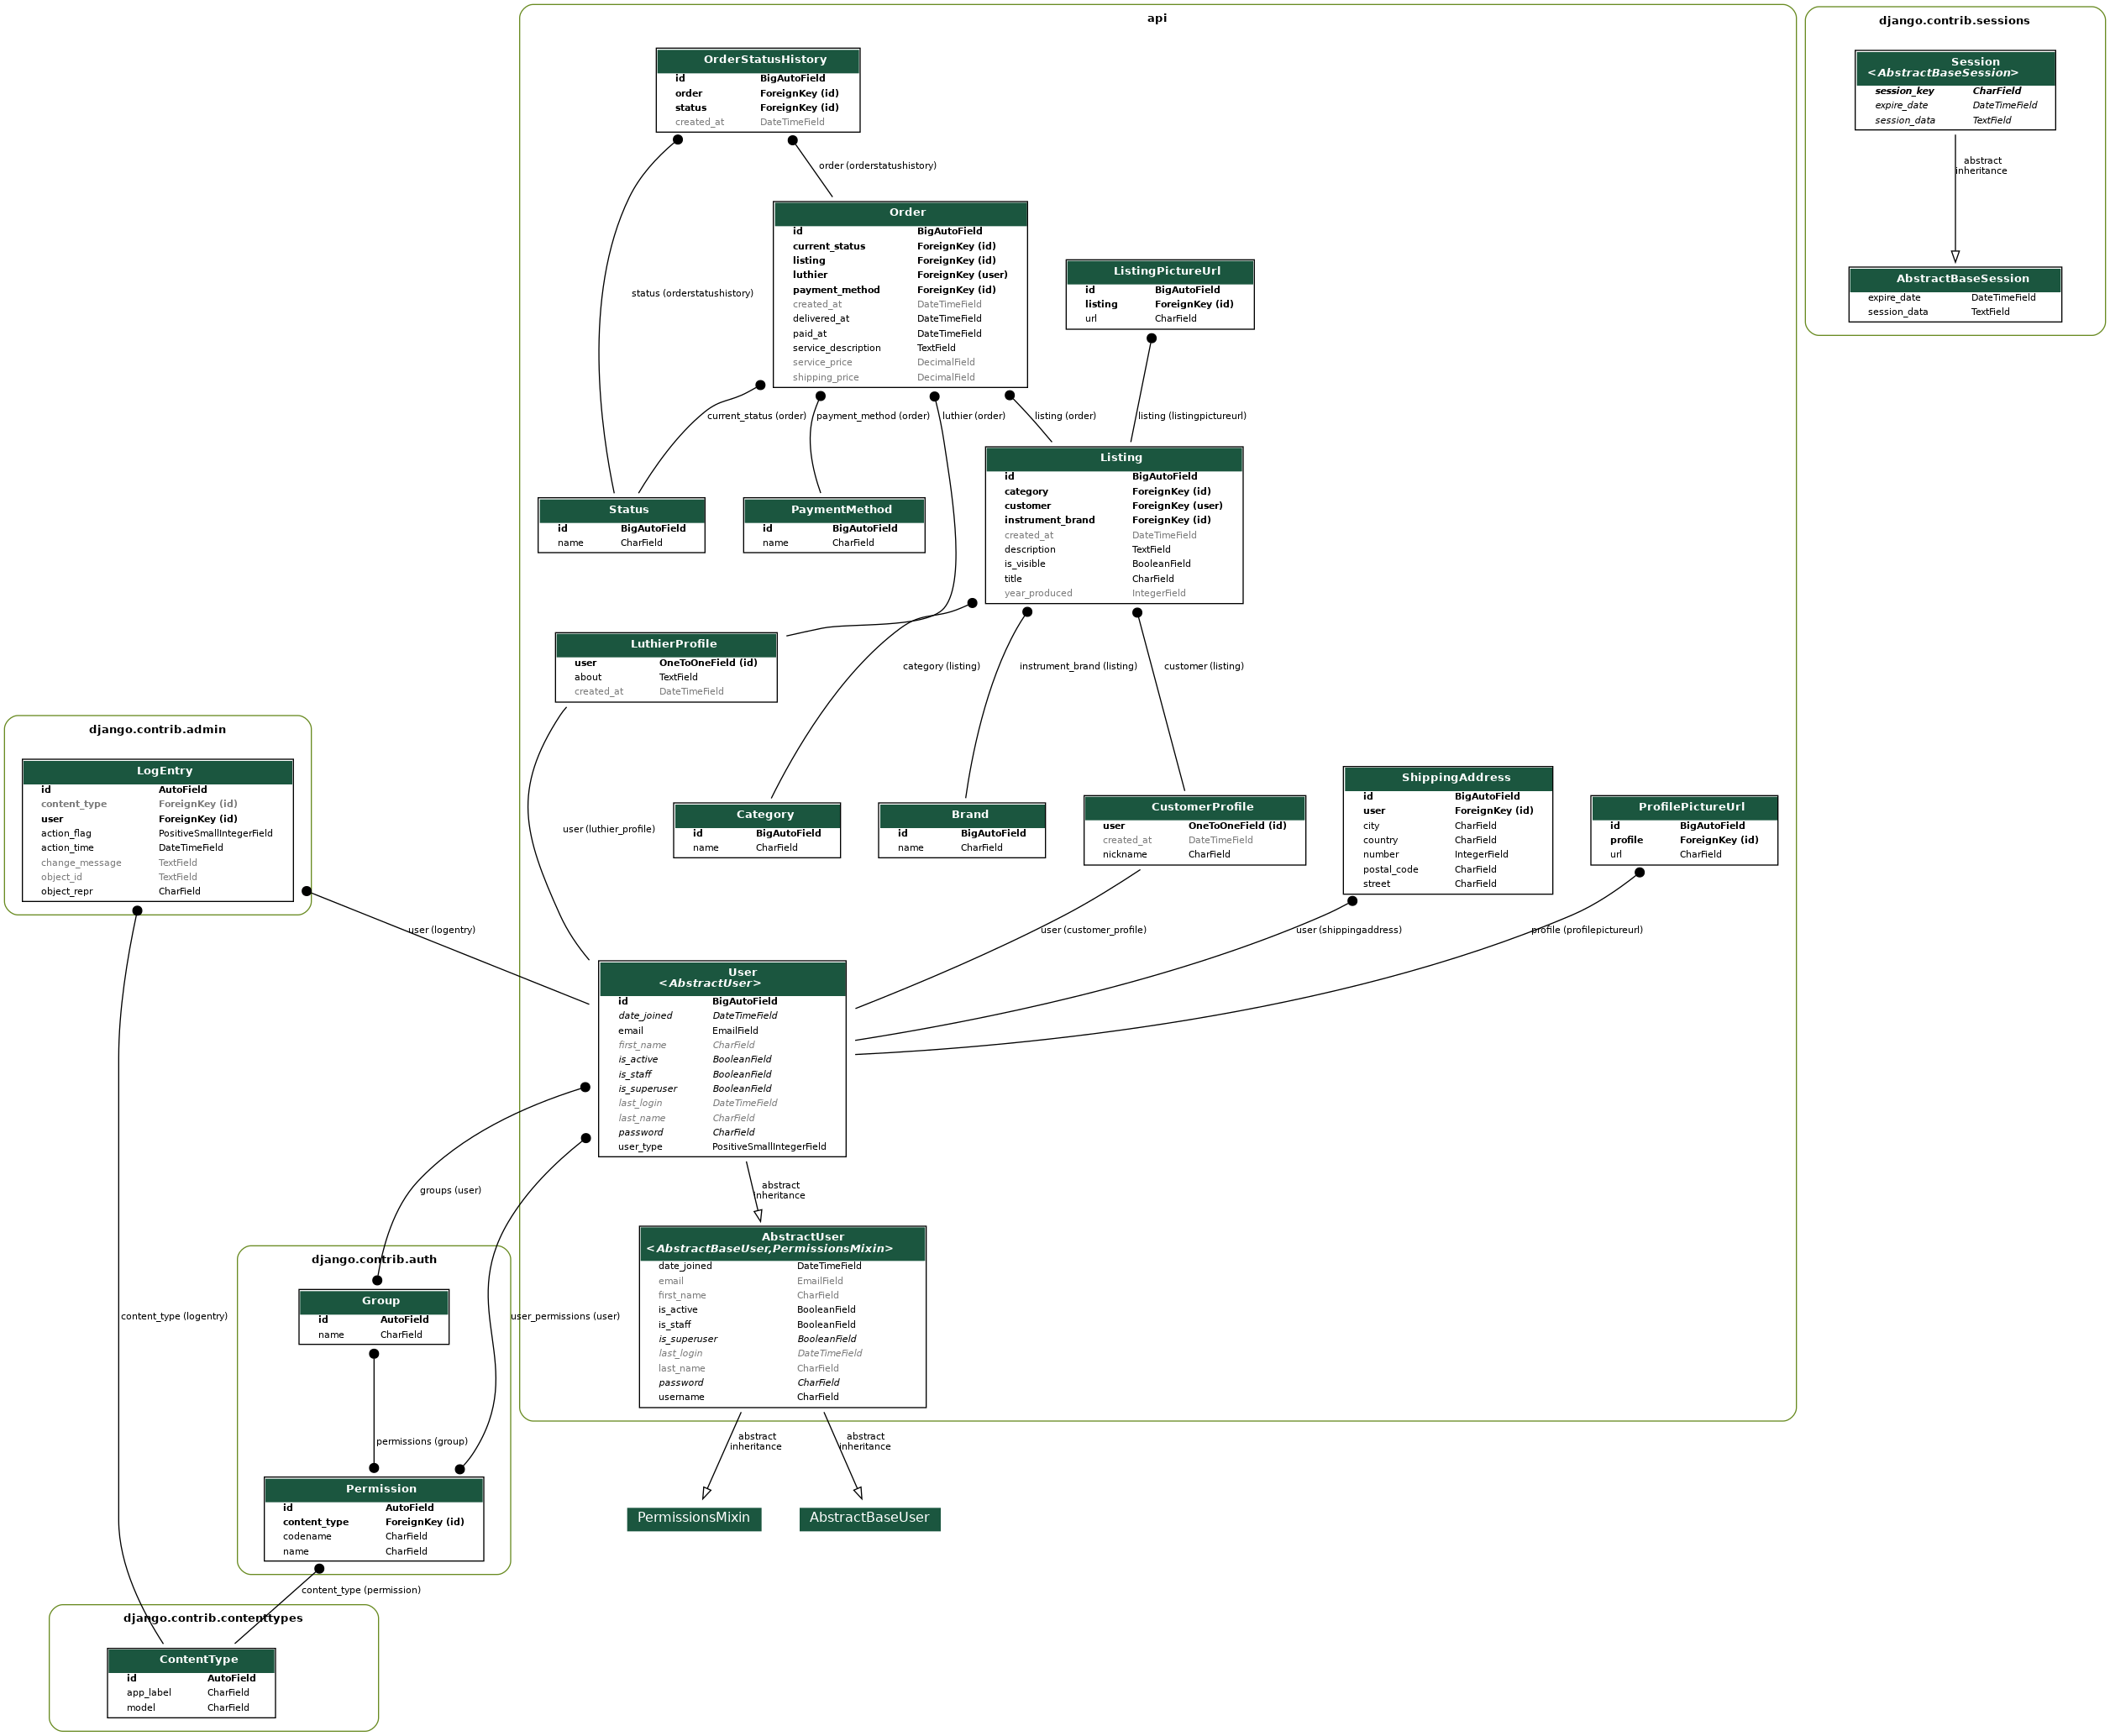 api
OrderStatusHistory
id BigAutoField
order ForeignKey (id)
status ForeignKey (id)
created_at DateTimeField
order (orderstatushistory)
status (orderstatushistory)
Order
id BigAutoField
current_status ForeignKey (id)
listing ForeignKey (id)
luthier ForeignKey (user)
payment_method ForeignKey (id)
created_at DateTimeField
delivered_at DateTimeField
paid_at DateTimeField
service_description TextField
service_price DecimalField
shipping_price DecimalField
ListingPictureUrl
id BigAutoField
listing ForeignKey (id)
url CharField
current_status (order)
payment_method (order)
luthier (order)
listing (order)
listing (listingpictureurl)
Status
id BigAutoField
name CharField
PaymentMethod
id BigAutoField
name CharField
Listing
id BigAutoField
category ForeignKey (id)
customer ForeignKey (user)
instrument_brand ForeignKey (id)
created_at DateTimeField
description TextField
is_visible BooleanField
title CharField
year_produced IntegerField
LuthierProfile
user OneToOneField (id)
about TextField
created_at DateTimeField
category (listing)
instrument_brand (listing)
customer (listing)
user (luthier_profile)
Category
id BigAutoField
name CharField
Brand
id BigAutoField
name CharField
CustomerProfile
user OneToOneField (id)
created_at DateTimeField
nickname CharField
ShippingAddress
id BigAutoField
user ForeignKey (id)
city CharField
country CharField
number IntegerField
postal_code CharField
street CharField
ProfilePictureUrl
id BigAutoField
profile ForeignKey (id)
url CharField
user (customer_profile)
user (shippingaddress)
profile (profilepictureurl)
User
<AbstractUser>
id BigAutoField
date_joined DateTimeField
email EmailField
first_name CharField
is_active BooleanField
is_staff BooleanField
is_superuser BooleanField
last_login DateTimeField
last_name CharField
password CharField
user_type PositiveSmallIntegerField
abstract
inheritance
AbstractUser
<AbstractBaseUser,PermissionsMixin>
date_joined DateTimeField
email EmailField
first_name CharField
is_active BooleanField
is_staff BooleanField
is_superuser BooleanField
last_login DateTimeField
last_name CharField
password CharField
username CharField
abstract
inheritance
abstract
inheritance
PermissionsMixin
AbstractBaseUser
django.contrib.sessions
Session
<AbstractBaseSession>
session_key CharField
expire_date DateTimeField
session_data TextField
abstract
inheritance
AbstractBaseSession
expire_date DateTimeField
session_data TextField
django.contrib.admin
LogEntry
id AutoField
content_type ForeignKey (id)
user ForeignKey (id)
action_flag PositiveSmallIntegerField
action_time DateTimeField
change_message TextField
object_id TextField
object_repr CharField
user (logentry)
content_type (logentry)
groups (user)
user_permissions (user)
django.contrib.auth
Group
id AutoField
name CharField
permissions (group)
Permission
id AutoField
content_type ForeignKey (id)
codename CharField
name CharField
content_type (permission)
django.contrib.contenttypes
ContentType
id AutoField
app_label CharField
model CharField